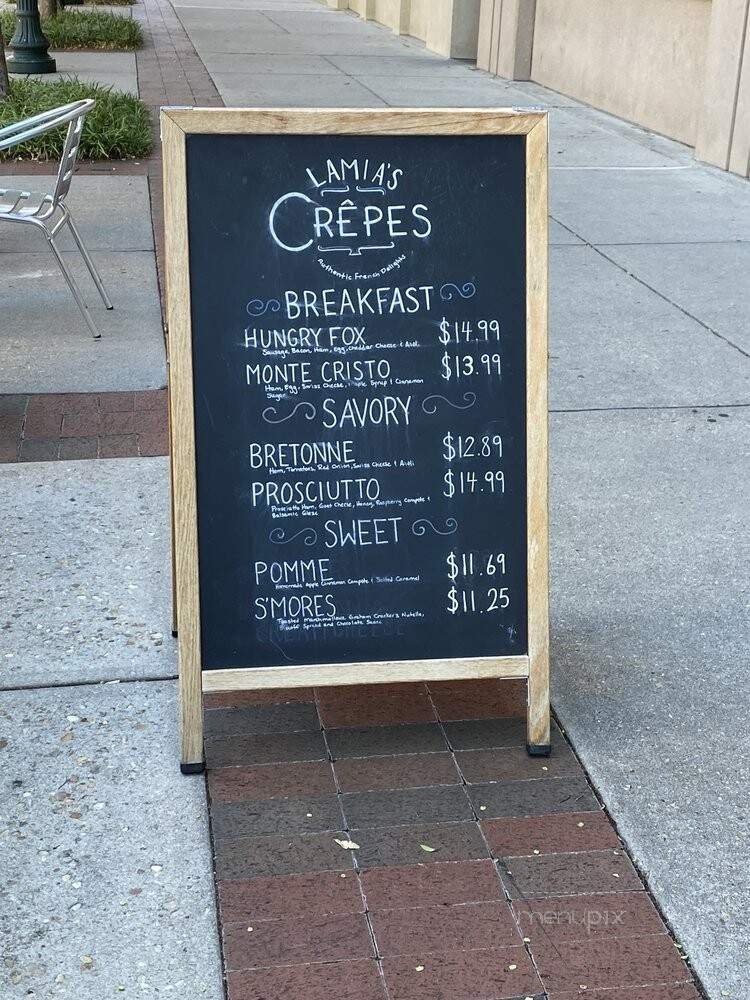 LAMIA'S
CRÊPES
Authentic French Delights
BREAKFAST
HUNGRY FOX $14.99
Sausage, Bacon, Ham, Egg, Cheddar Cheese & Aioli
MONTE CRISTO $13.99
Ham, Egg, Swiss Cheese, Maple Syrup & Cinnamon
Sugar
SAVORY
BRETONNE $12.89
Ham, Tomatoes, Red Onion, Swiss Cheese & Aioli
PROSCIUTTO $14.99
Prosciutto Ham, Goat Cheese, Honey, Raspberry Compote &
Balsamic Glaze
SWEET
POMME $11.69
Homemade Apple Cinnamon Compote & Salted Caramel
S'MORES $11.25
Toasted Marshmallows, Graham Crackers, Nutella,
Biscoff Spread and Chocolate Sauce
menupix